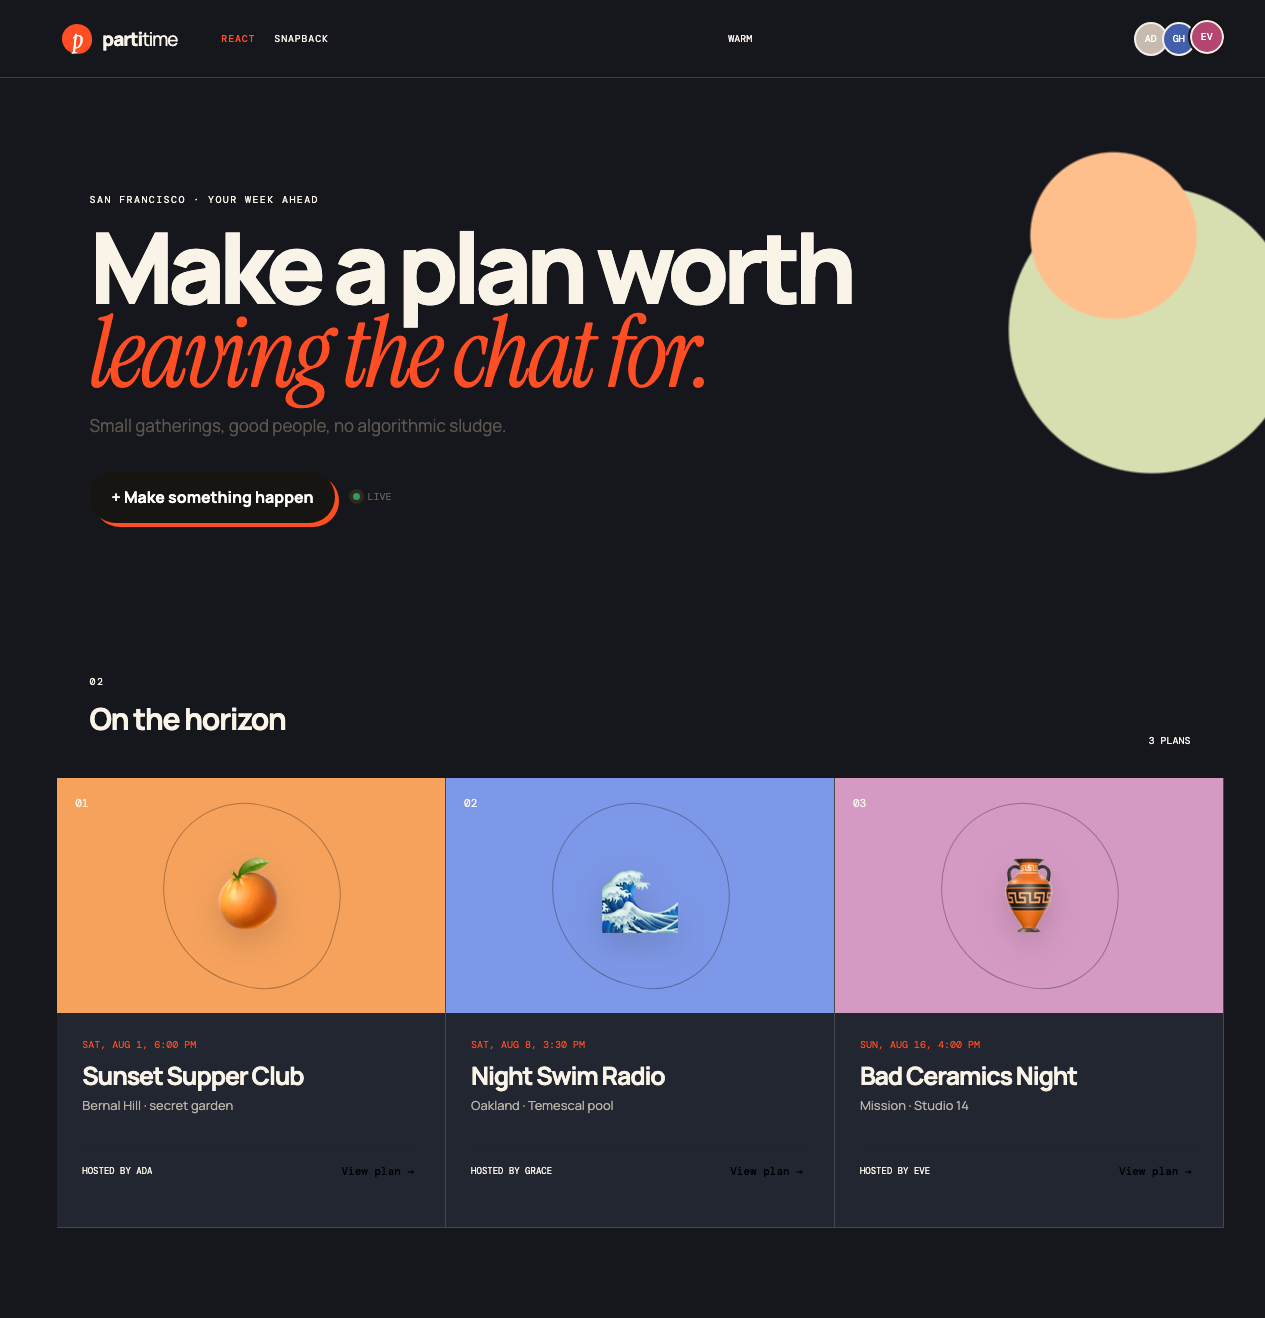 p partitime
REACT SNAPBACK
WARM
AD GH EV
SAN FRANCISCO · YOUR WEEK AHEAD
Make a plan worth
leaving the chat for.
Small gatherings, good people, no algorithmic sludge.
+ Make something happen
LIVE
02
On the horizon
3 PLANS
01
SAT, AUG 1, 6:00 PM
Sunset Supper Club
Bernal Hill · secret garden
HOSTED BY ADA
View plan →
02
SAT, AUG 8, 3:30 PM
Night Swim Radio
Oakland · Temescal pool
HOSTED BY GRACE
View plan →
03
SUN, AUG 16, 4:00 PM
Bad Ceramics Night
Mission · Studio 14
HOSTED BY EVE
View plan →